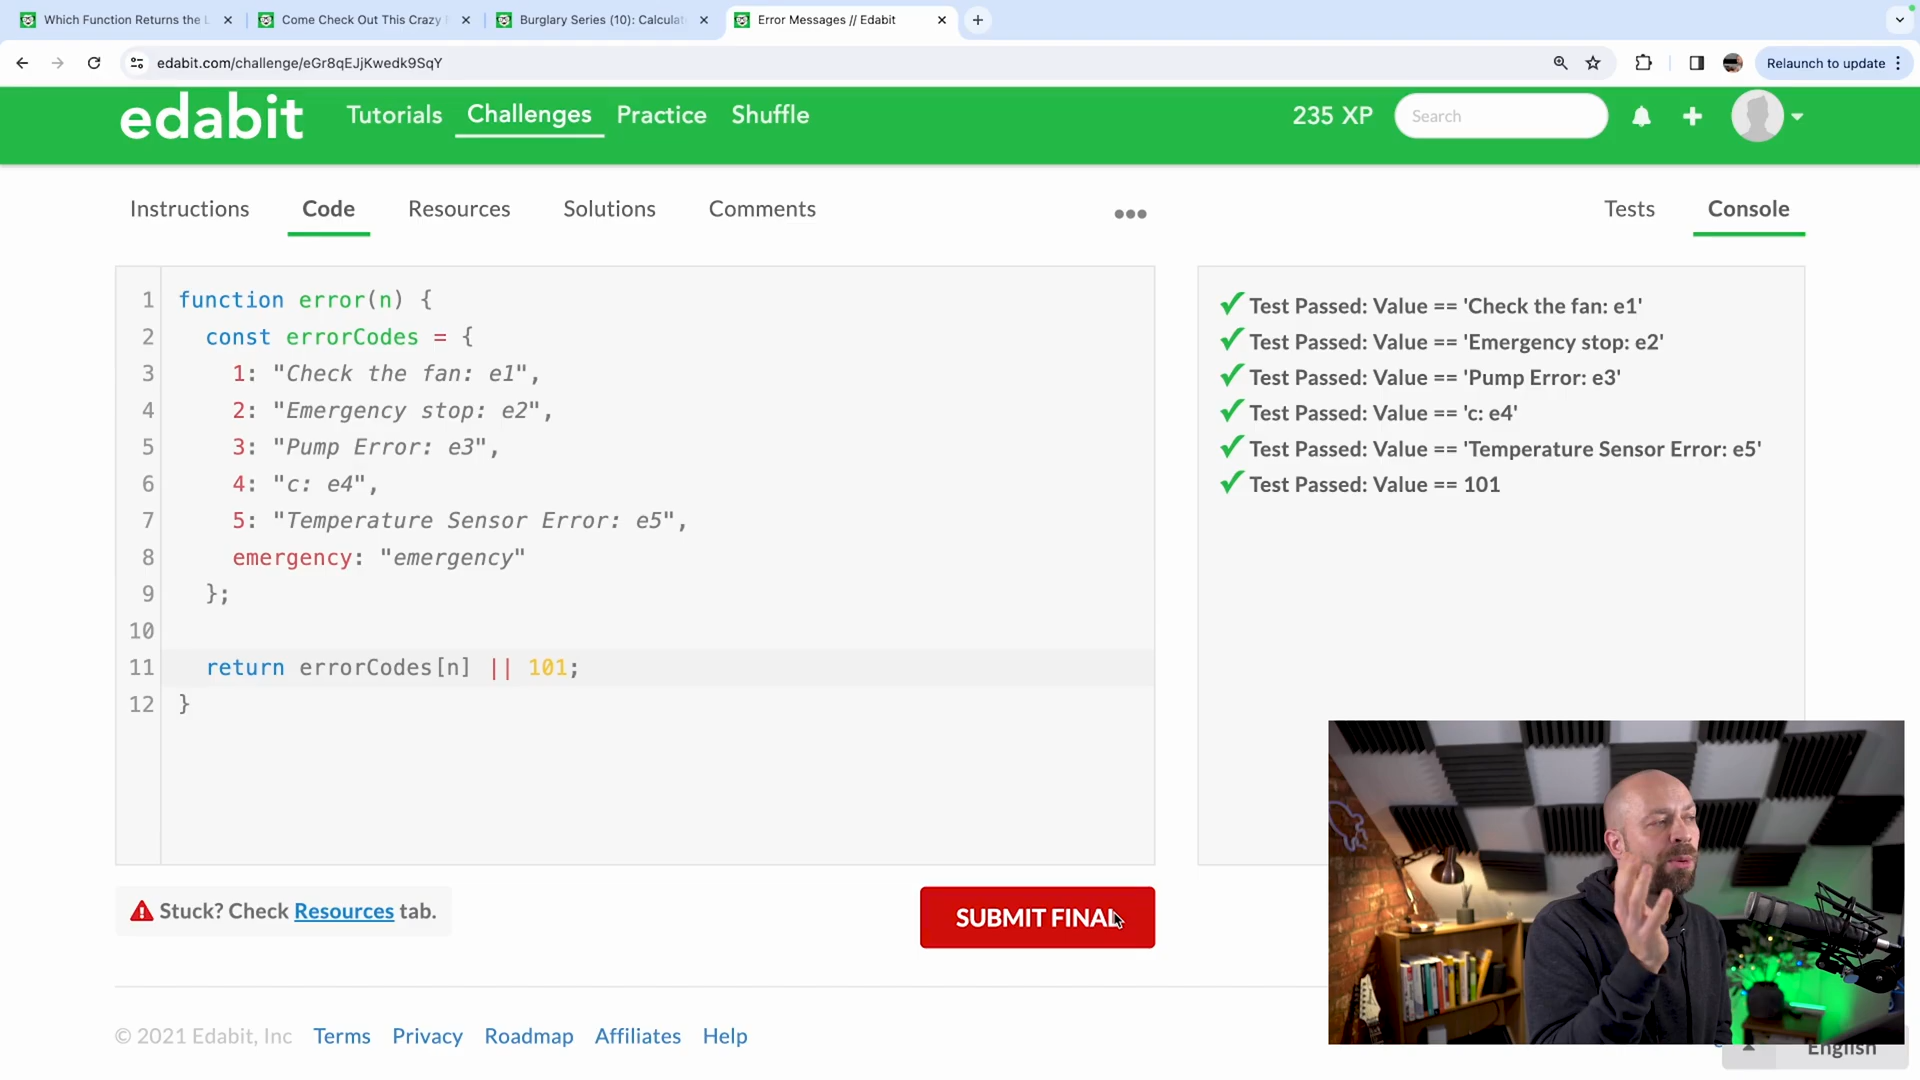 Which Function Returns the L
Come Check Out This Crazy
Burglary Series (10): Calculat
Error Messages // Edabit
edabit.com/challenge/eGr8qEJjKwedk9SqY
Relaunch to update
edabit
Tutorials
Challenges
Practice
Shuffle
235 XP
Search
Instructions
Code
Resources
Solutions
Comments
Tests
Console
1 function error(n) {
2 const errorCodes = {
3 1: "Check the fan: e1",
4 2: "Emergency stop: e2",
5 3: "Pump Error: e3",
6 4: "c: e4",
7 5: "Temperature Sensor Error: e5",
8 emergency: "emergency"
9 };
10
11 return errorCodes[n] || 101;
12 }
Test Passed: Value == 'Check the fan: e1'
Test Passed: Value == 'Emergency stop: e2'
Test Passed: Value == 'Pump Error: e3'
Test Passed: Value == 'c: e4'
Test Passed: Value == 'Temperature Sensor Error: e5'
Test Passed: Value == 101
Stuck? Check Resources tab.
SUBMIT FINAL
© 2021 Edabit, Inc
Terms
Privacy
Roadmap
Affiliates
Help
English